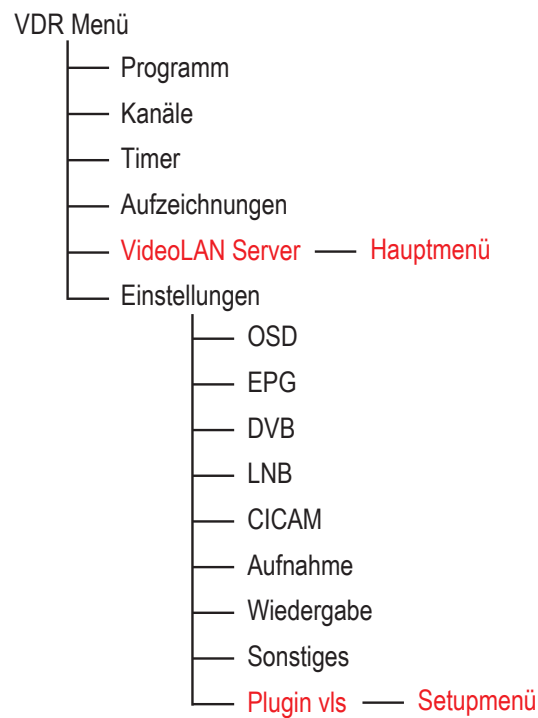 VDR Menü
Programm
Kanäle
Timer
Aufzeichnungen
VideoLAN Server Hauptmenü
Einstellungen
OSD
EPG
DVB
LNB
CICAM
Aufnahme
Wiedergabe
Sonstiges
Plugin vls Setupmenü